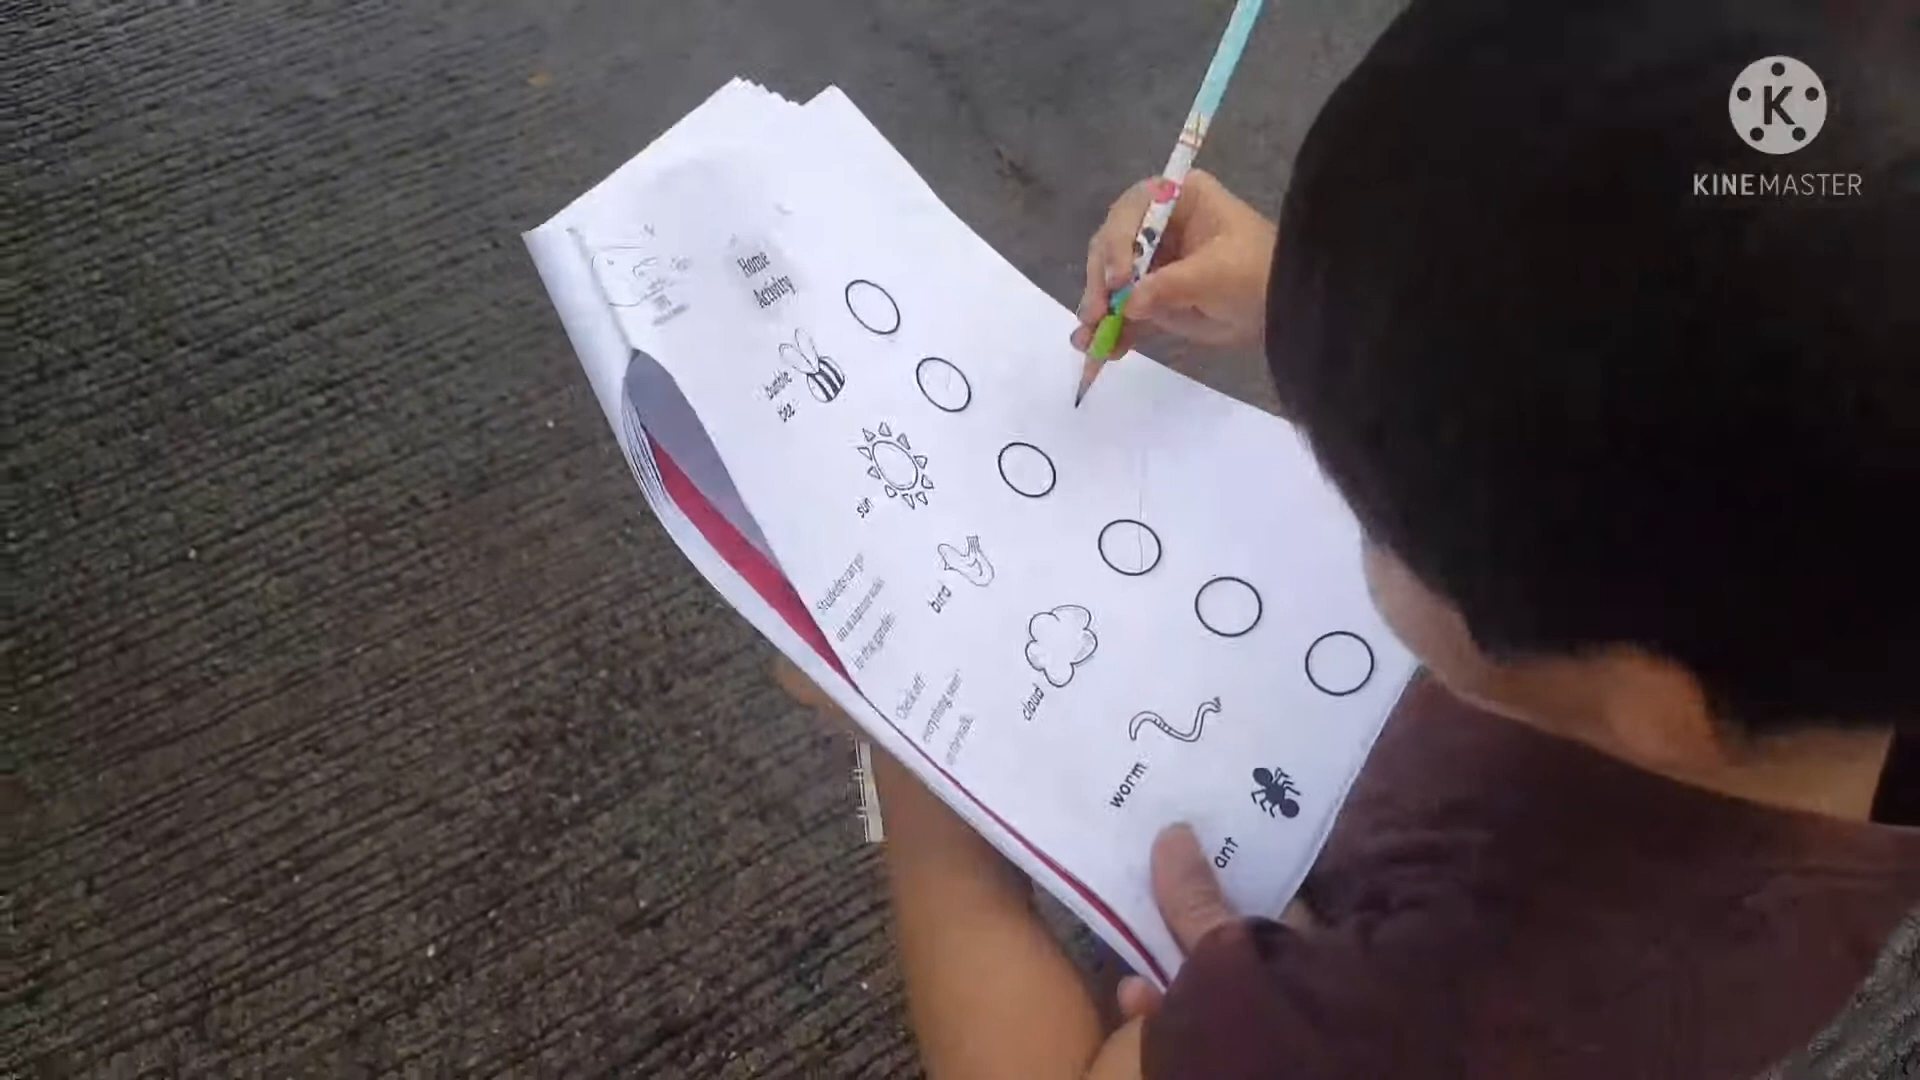 Home
Activity
bumble
bee
sun
bird
cloud
worm
ant
Students can go
on a nature walk
in the garden.
Check off
everything seen
on the walk.
K
KINEMASTER